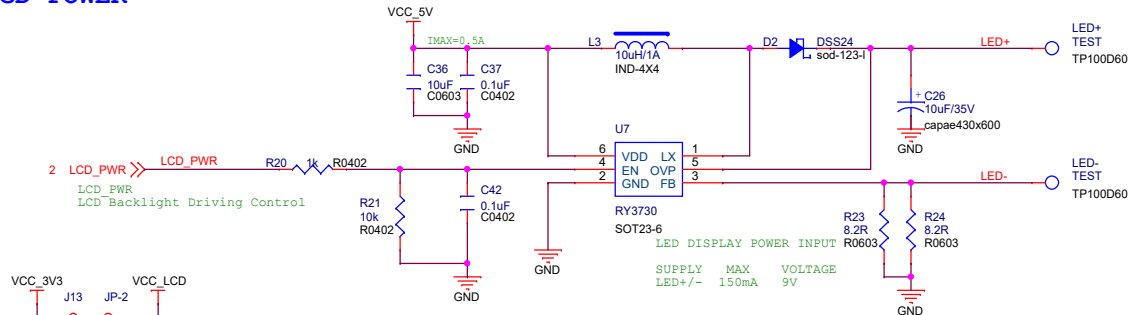 VCC_5V
IMAX=0.5A
C36
10uF
C0603
C37
0.1uF
C0402
GND
L3
10uH/1A
IND-4X4
D2
DSS24
sod-123-l
LED+
LED+
TEST
TP100D60
+
C26
10uF/35V
capae430x600
GND
U7
6
VDD
LX
1
4
EN
OVP
5
2
GND
FB
3
RY3730
SOT23-6
2
LCD_PWR
LCD_PWR
R20
1k
R0402
LCD_PWR
LCD Backlight Driving Control
R21
10k
R0402
C42
0.1uF
C0402
GND
GND
LED-
LED-
TEST
TP100D60
R23
8.2R
R0603
R24
8.2R
R0603
GND
LED DISPLAY POWER INPUT
SUPPLY MAX VOLTAGE
LED+/- 150mA 9V
VCC_3V3
J13
JP-2
VCC_LCD